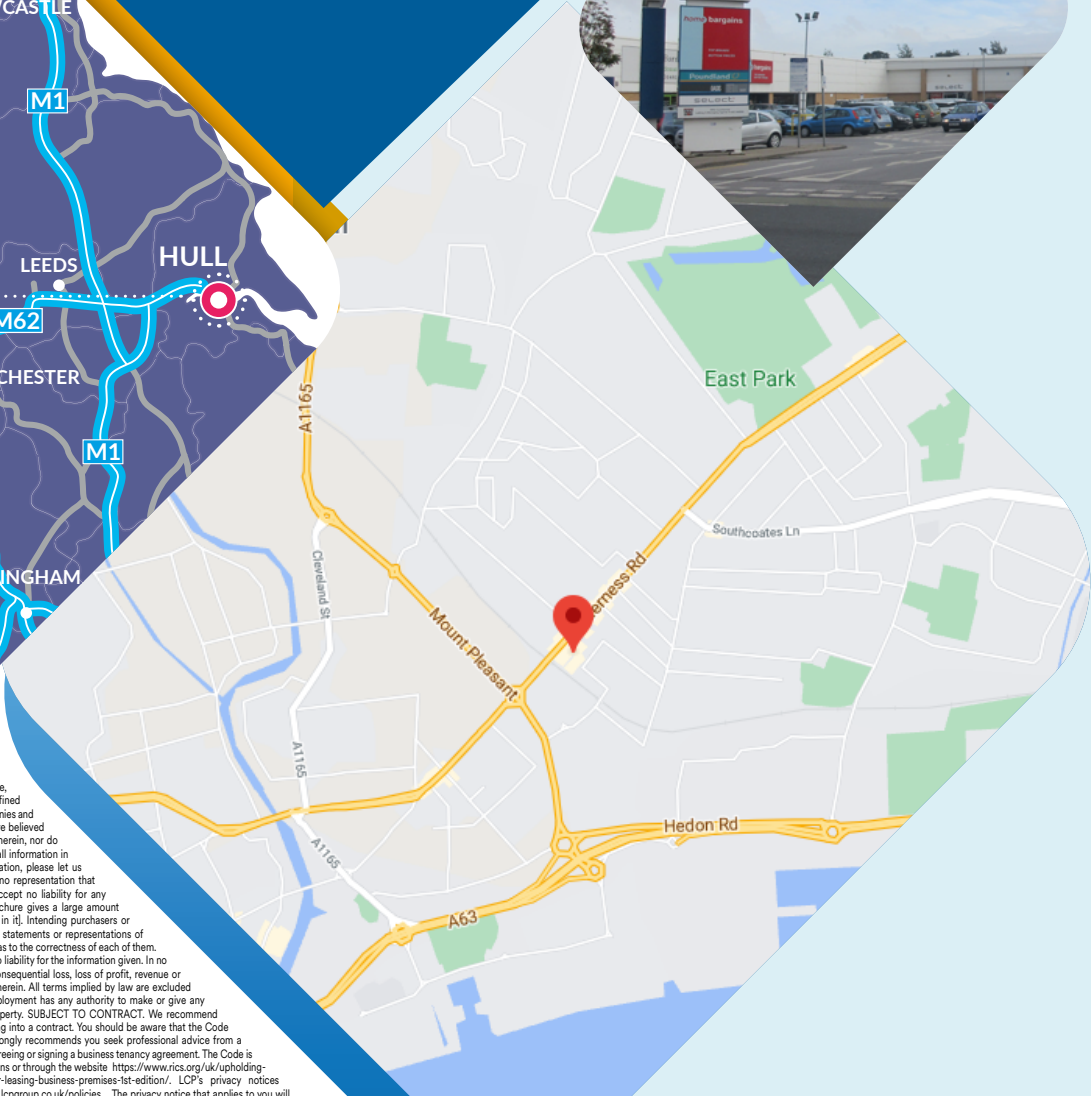 CASTLE
M1
LEEDS
HULL
M62
CHESTER
M1
INGHAM
home bargains
Poundland
SELECT
bargains
SELECT
East Park
A1165
Southcoates Ln
Cleveland St
erness Rd
Mount Pleasant
A1165
Hedon Rd
A1165
A63
e,
fined
nies and
re believed
herein, nor do
all information in
ation, please let us
no representation that
accept no liability for any
chure gives a large amount
in it]. Intending purchasers or
statements or representations of
as to the correctness of each of them.
o liability for the information given. In no
onsequential loss, loss of profit, revenue or
herein. All terms implied by law are excluded
ployment has any authority to make or give any
perty. SUBJECT TO CONTRACT. We recommend
g into a contract. You should be aware that the Code
ongly recommends you seek professional advice from a
reeing or signing a business tenancy agreement. The Code is
ns or through the website https://www.rics.org/uk/upholding-
r-leasing-business-premises-1st-edition/. LCP's privacy notices
lcpgroup.co.uk/policies. The privacy notice that applies to you will